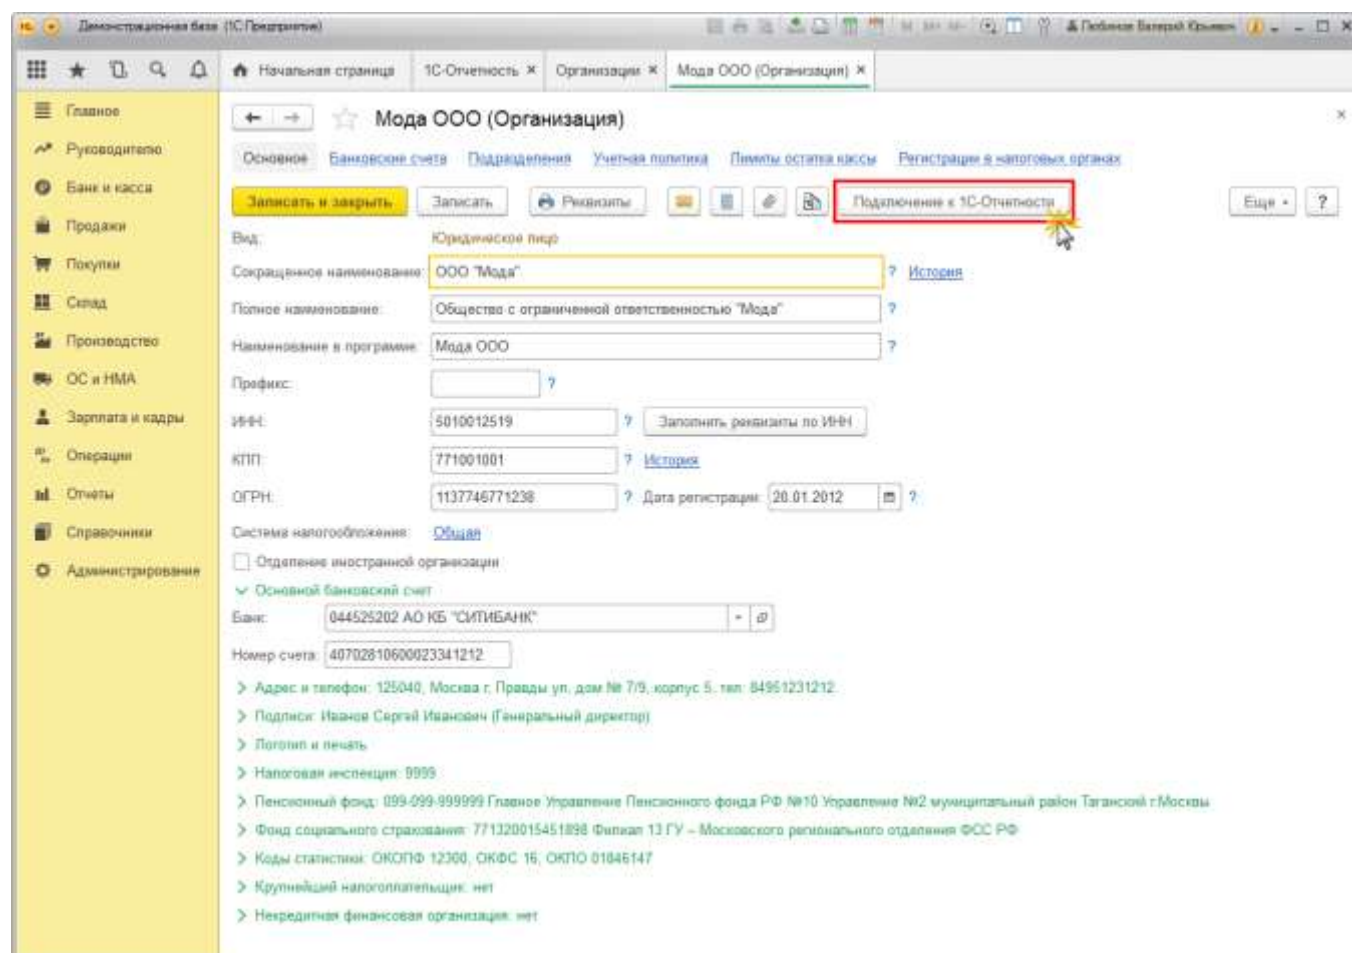 Демонстрационная база (1С:Предприятие)
M M+ M- Любимов Валерий Юрьевич
Начальная страница 1С-Отчетность × Организации × Мода ООО (Организация) ×
Главное
Руководителю
Банк и касса
Продажи
Покупки
Склад
Производство
ОС и НМА
Зарплата и кадры
Операции
Отчеты
Справочники
Администрирование
Мода ООО (Организация)
Основное Банковские счета Подразделения Учетная политика Лимиты остатка кассы Регистрации в налоговых органах
Записать и закрыть Записать Реквизиты Подключение к 1С-Отчетности Еще ?
Вид: Юридическое лицо
Сокращенное наименование: ООО "Мода" ? История
Полное наименование: Общество с ограниченной ответственностью "Мода" ?
Наименование в программе: Мода ООО ?
Префикс: ?
ИНН: 5010012519 ? Заполнить реквизиты по ИНН
КПП: 771001001 ? История
ОГРН: 1137746771238 ? Дата регистрации: 20.01.2012 ?
Система налогообложения: Общая
Отделение иностранной организации
Основной банковский счет
Банк: 044525202 АО КБ "СИТИБАНК"
Номер счета: 40702810600023341212
Адрес и телефон: 125040, Москва г, Правды ул, дом № 7/9, корпус 5, тел: 84951231212.
Подписи: Иванов Сергей Иванович (Генеральный директор)
Логотип и печать
Налоговая инспекция: 9999
Пенсионный фонд: 099-099-999999 Главное Управление Пенсионного фонда РФ №10 Управление №2 муниципальный район Таганский г.Москвы
Фонд социального страхования: 771320015451898 Филиал 13 ГУ – Московского регионального отделения ФСС РФ
Коды статистики: ОКОПФ 12300, ОКФС 16, ОКПО 01846147
Крупнейший налогоплательщик: нет
Некредитная финансовая организация: нет